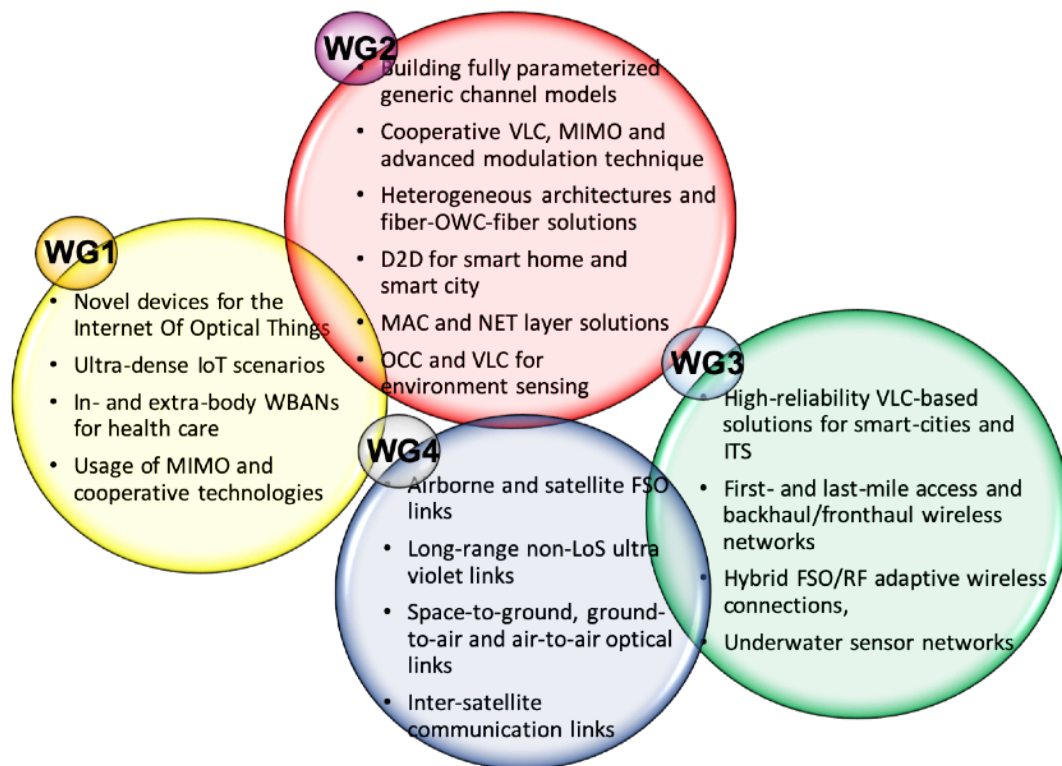 WG2
• Building fully parameterized
generic channel models
• Cooperative VLC, MIMO and
advanced modulation technique
• Heterogeneous architectures and
fiber-OWC-fiber solutions
• D2D for smart home and
smart city
• MAC and NET layer solutions
• OCC and VLC for
environment sensing
WG1
• Novel devices for the
Internet Of Optical Things
• Ultra-dense IoT scenarios
• In- and extra-body WBANs
for health care
• Usage of MIMO and
cooperative technologies
WG3
• High-reliability VLC-based
solutions for smart-cities and
ITS
• First- and last-mile access and
backhaul/fronthaul wireless
networks
• Hybrid FSO/RF adaptive wireless
connections,
• Underwater sensor networks
WG4
• Airborne and satellite FSO
links
• Long-range non-LoS ultra
violet links
• Space-to-ground, ground-
to-air and air-to-air optical
links
• Inter-satellite
communication links